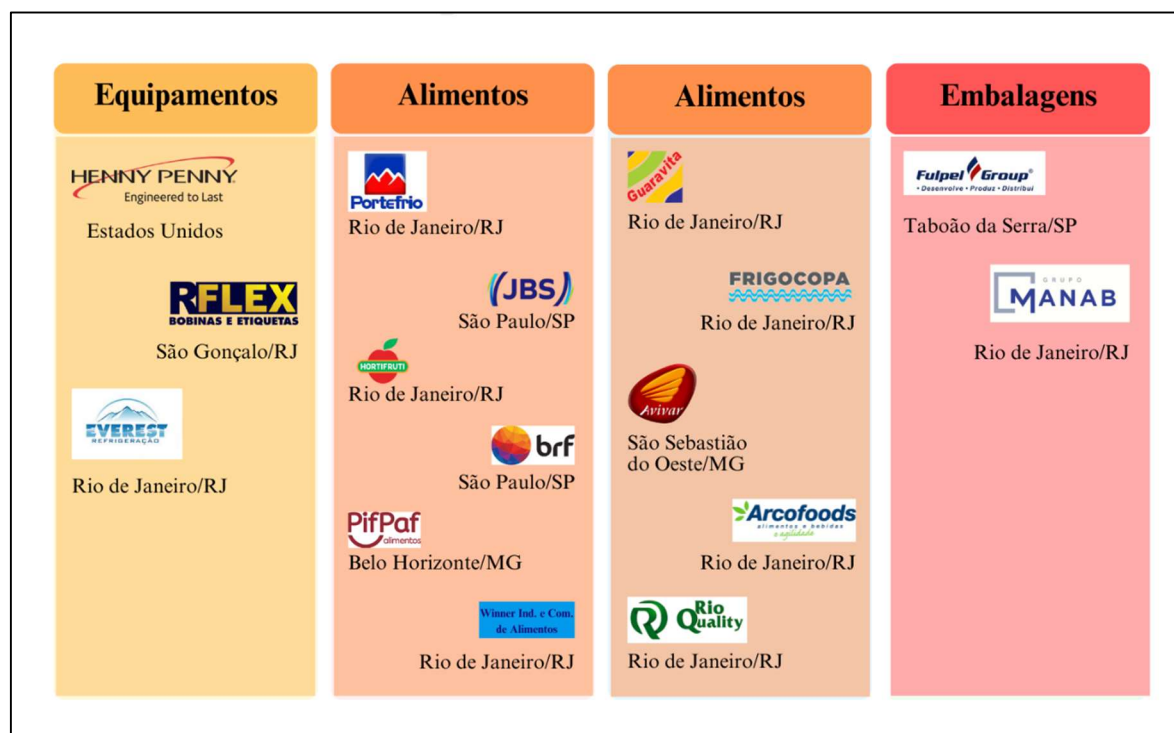 Equipamentos
HENNY PENNY
Engineered to Last
Estados Unidos
RFLEX
BOBINAS E ETIQUETAS
São Gonçalo/RJ
EVEREST
REFRIGERAÇÃO
Rio de Janeiro/RJ
Alimentos
Portefrio
Rio de Janeiro/RJ
(JBS)
São Paulo/SP
HORTIFRUTI
Rio de Janeiro/RJ
brf
São Paulo/SP
PifPaf
alimentos
Belo Horizonte/MG
Winner Ind. e Com.
de Alimentos
Rio de Janeiro/RJ
Alimentos
Guaravita
Rio de Janeiro/RJ
FRIGOCOPA
Rio de Janeiro/RJ
Avivar
São Sebastião
do Oeste/MG
Arcofoods
alimentos e bebidas
e agilidade
Rio de Janeiro/RJ
Rio
Quality
Rio de Janeiro/RJ
Embalagens
Fulpel Group®
• Desenvolve • Produz • Distribui
Taboão da Serra/SP
GRUPO
MANAB
Rio de Janeiro/RJ